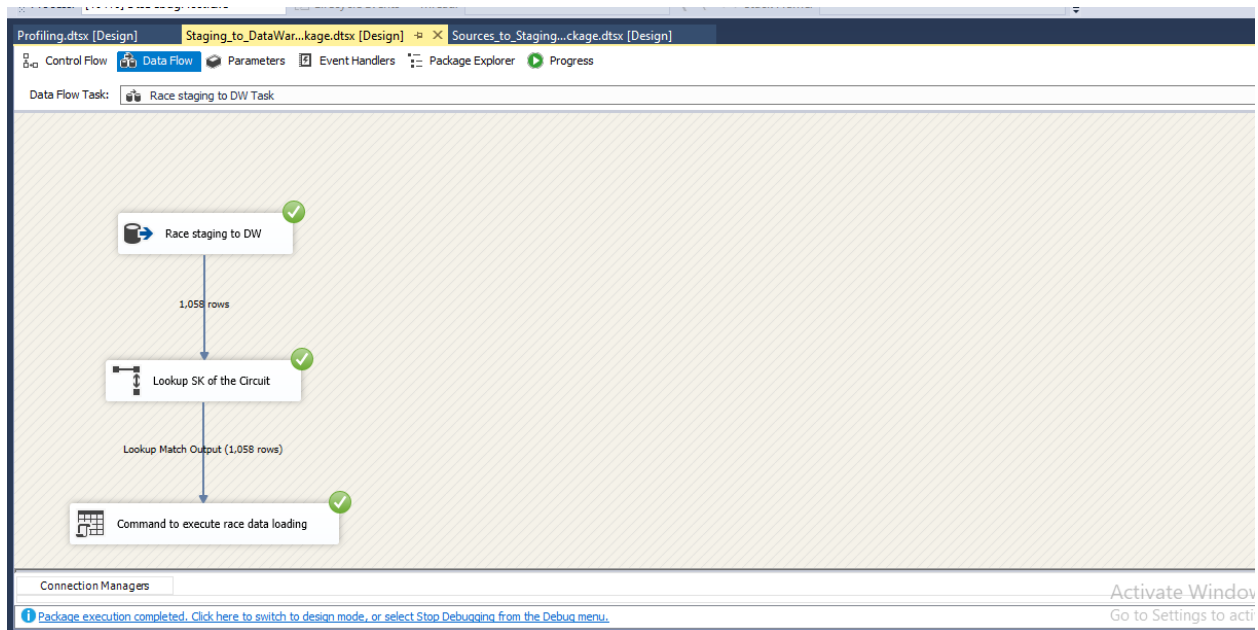 Profiling.dtsx [Design] Staging_to_DataWar...kage.dtsx [Design] Sources_to_Staging...ckage.dtsx [Design]
Control Flow Data Flow Parameters Event Handlers Package Explorer Progress
Data Flow Task: Race staging to DW Task
Race staging to DW
1,058 rows
Lookup SK of the Circuit
Lookup Match Output (1,058 rows)
Command to execute race data loading
Connection Managers
Activate Window
Package execution completed. Click here to switch to design mode, or select Stop Debugging from the Debug menu.
Go to Settings to acti